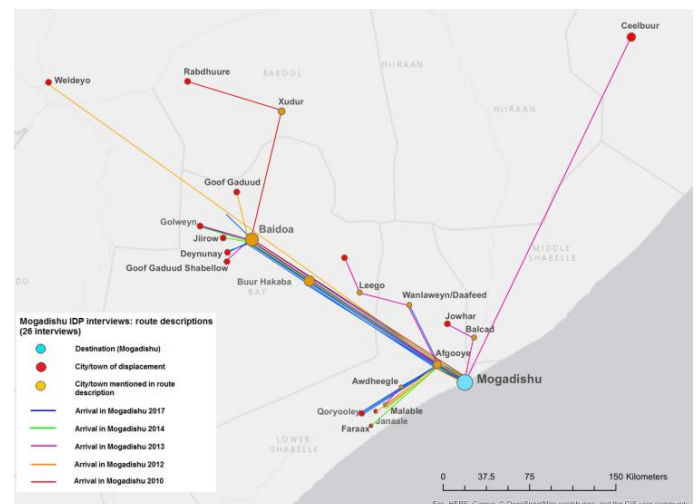 Ceelbuur
Weldeyo
Rabdhuure
BAKOOL
HIIRAAN
Xudur
HIIRAAN
Goof Gaduud
Golweyn
Baidoa
Jiirow
Deynunay
MIDDLE
SHABELLE
Goof Gaduud Shabellow
Buur Hakaba
BAY
Leego
Wanlaweyn/Daafeed
Jowhar
Balcad
Afgooye
Mogadishu
Awdheegle
Qoryooley
Malable
Janaale
Faraax
LOWER
SHABELLE
DO
Mogadishu IDP interviews: route descriptions
(26 interviews)
Destination (Mogadishu)
City/town of displacement
City/town mentioned in route
description
Arrival in Mogadishu 2017
Arrival in Mogadishu 2014
Arrival in Mogadishu 2013
Arrival in Mogadishu 2012
Arrival in Mogadishu 2010
0 37.5 75 150 Kilometers